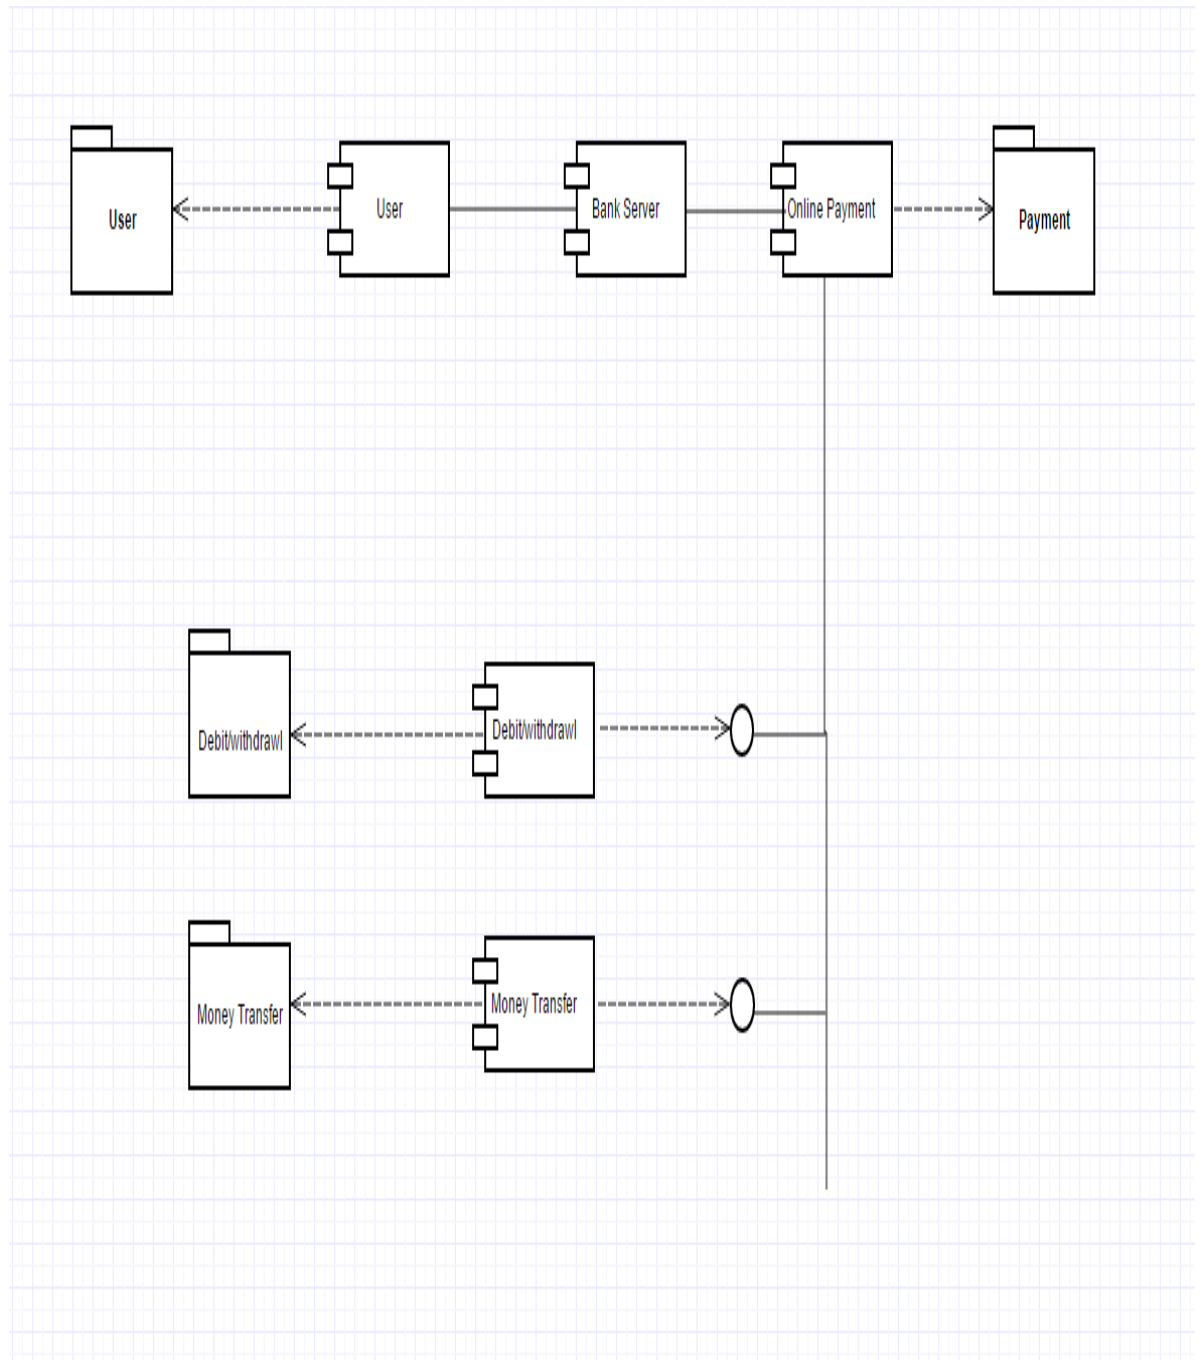 User
User
Bank Server
Online Payment
Payment
Debit/withdrawl
Debit/withdrawl
Money Transfer
Money Transfer